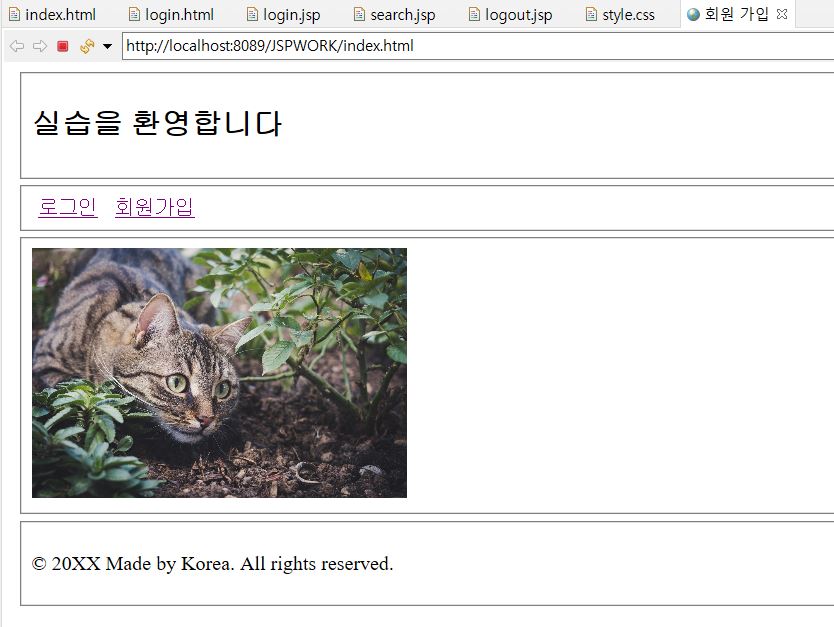 index.html login.html login.jsp search.jsp logout.jsp style.css 회원 가입
http://localhost:8089/JSPWORK/index.html
실습을 환영합니다
로그인 회원가입
© 20XX Made by Korea. All rights reserved.